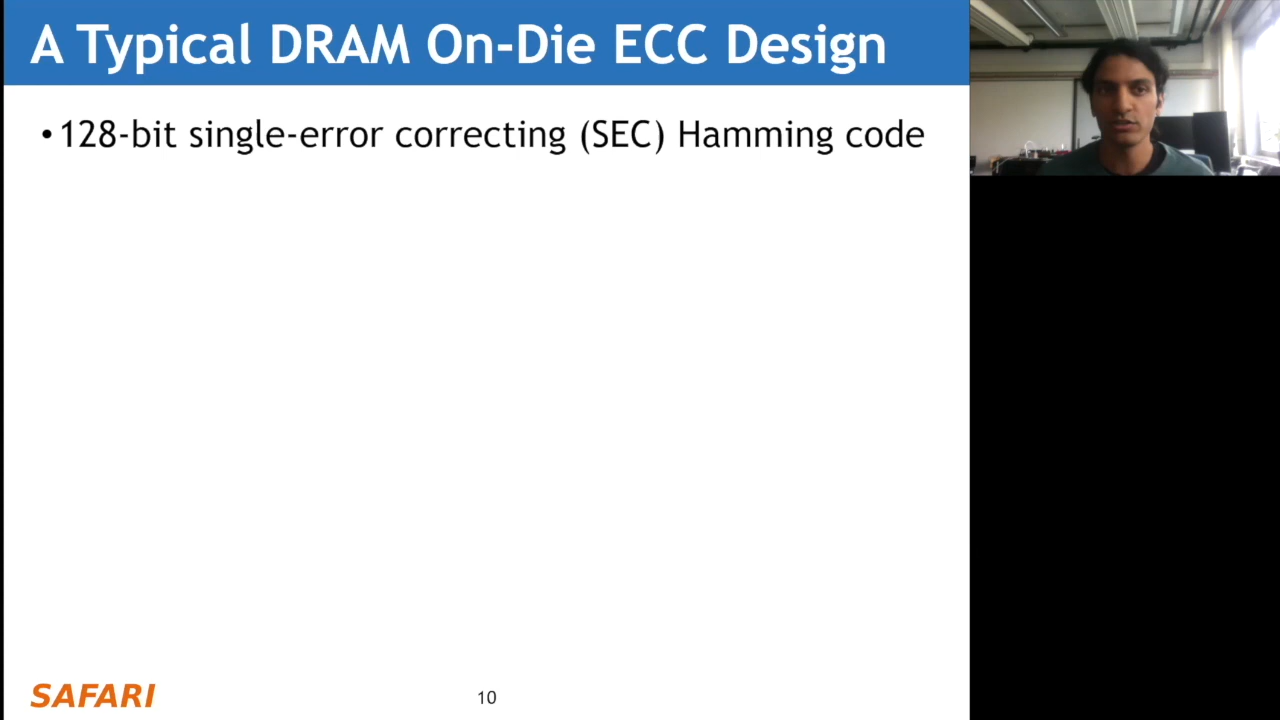 A Typical DRAM On-Die ECC Design
• 128-bit single-error correcting (SEC) Hamming code
SAFARI
10